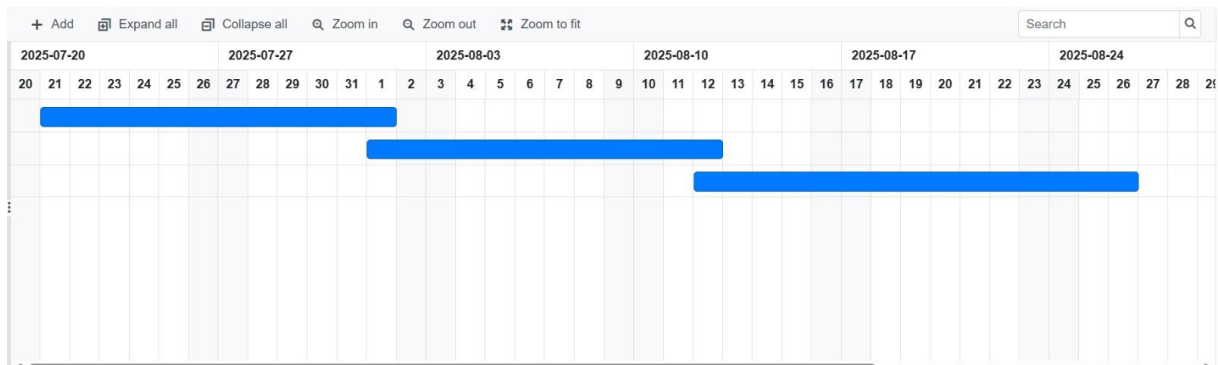 + Add Expand all Collapse all Zoom in Zoom out Zoom to fit Search
2025-07-20 2025-07-27 2025-08-03 2025-08-10 2025-08-17 2025-08-24
20 21 22 23 24 25 26 27 28 29 30 31 1 2 3 4 5 6 7 8 9 10 11 12 13 14 15 16 17 18 19 20 21 22 23 24 25 26 27 28